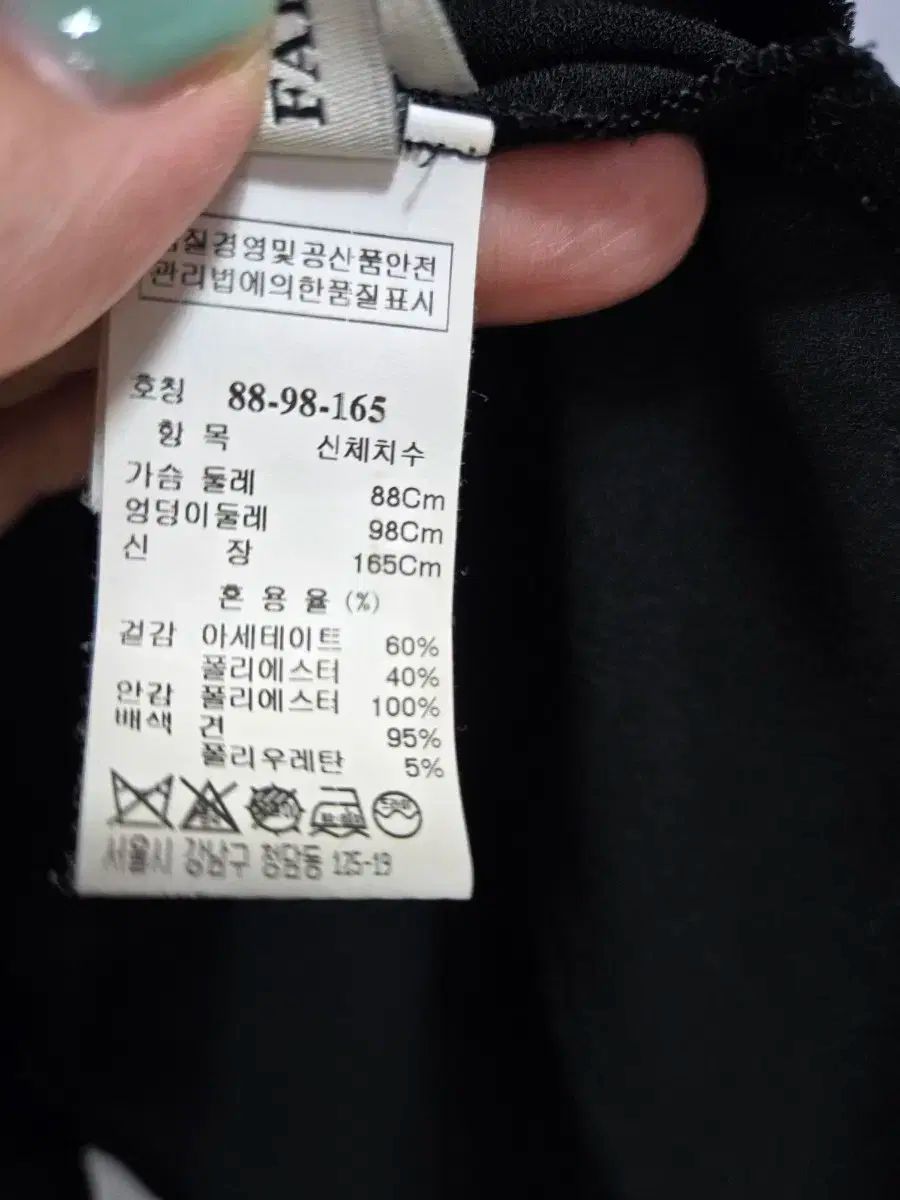 FA
품질경영및공산품안전
관리법에의한품질표시
호칭 88-98-165
항 목 신체치수
가슴 둘레 88Cm
엉덩이둘레 98Cm
신 장 165Cm
혼 용 율 (%)
겉감 아세테이트 60%
폴리에스터 40%
안감 폴리에스터 100%
배색 견 95%
폴리우레탄 5%
서울시 강남구 청담동 125-19